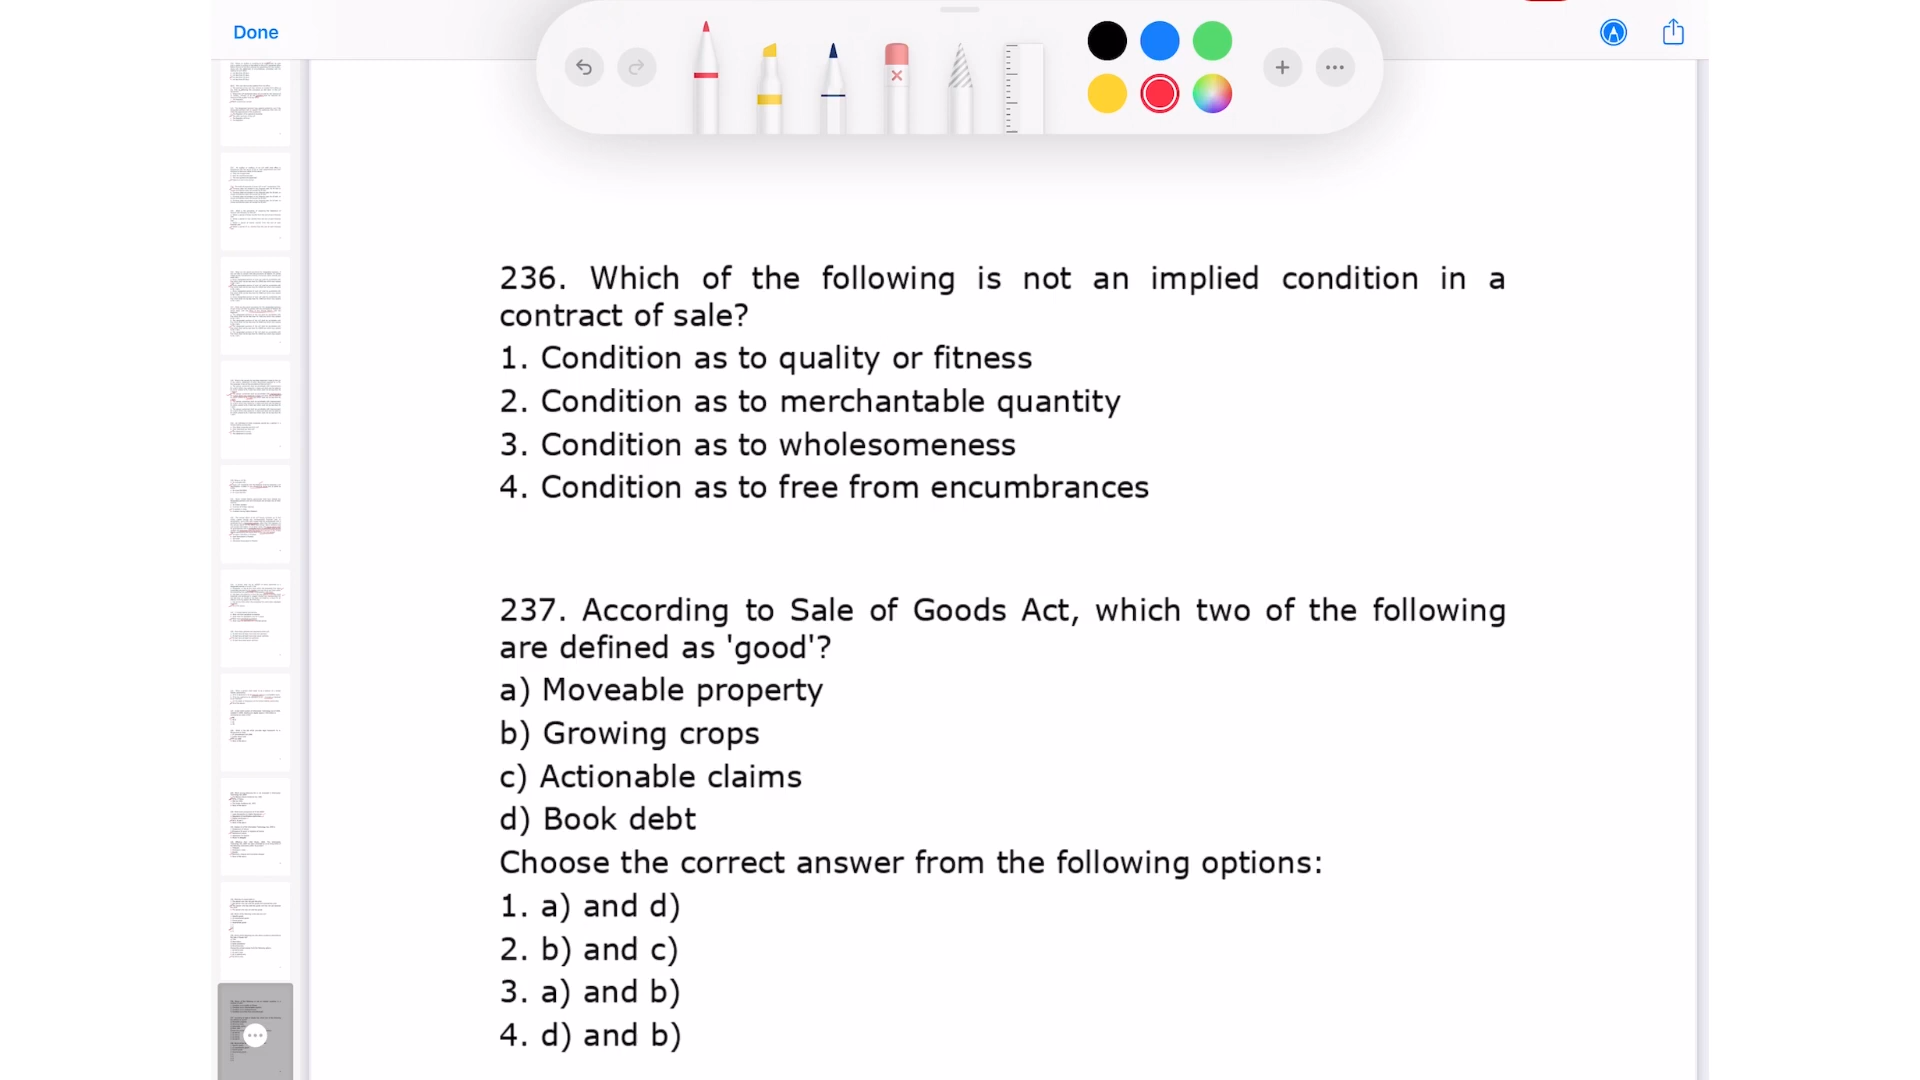 Done
236. Which of the following is not an implied condition in a
contract of sale?
1. Condition as to quality or fitness
2. Condition as to merchantable quantity
3. Condition as to wholesomeness
4. Condition as to free from encumbrances
237. According to Sale of Goods Act, which two of the following
are defined as 'good'?
a) Moveable property
b) Growing crops
c) Actionable claims
d) Book debt
Choose the correct answer from the following options:
1. a) and d)
2. b) and c)
3. a) and b)
4. d) and b)